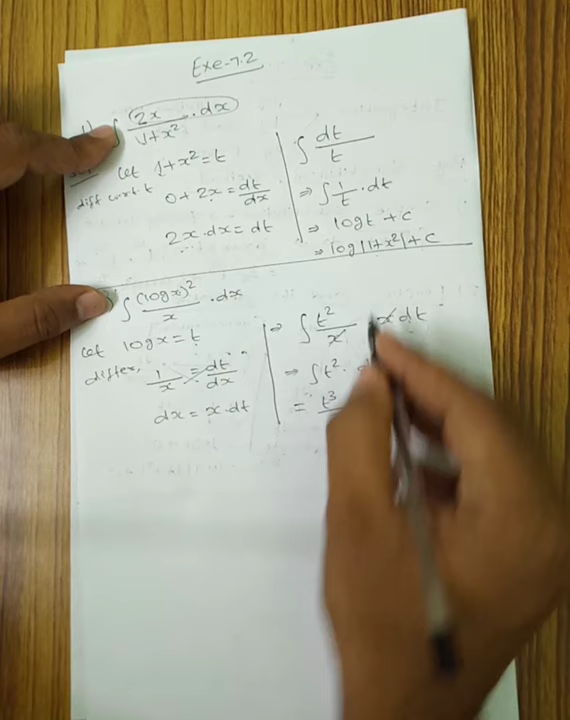 Exe-7.2
∫ 2x/1+x² .dx
Let 1+x²=t
diff w.r.t t
0+2x = dt/dx
2x.dx = dt
∫ dt/t
⇒ ∫ 1/t . dt
⇒ log t + c
⇒ log|1+x²| + c
∫ (log x)²/x .dx
Let log x = t
differ,
1/x = dt/dx
dx = x.dt
⇒ ∫ t²/x x dt
⇒ ∫ t².
= t³